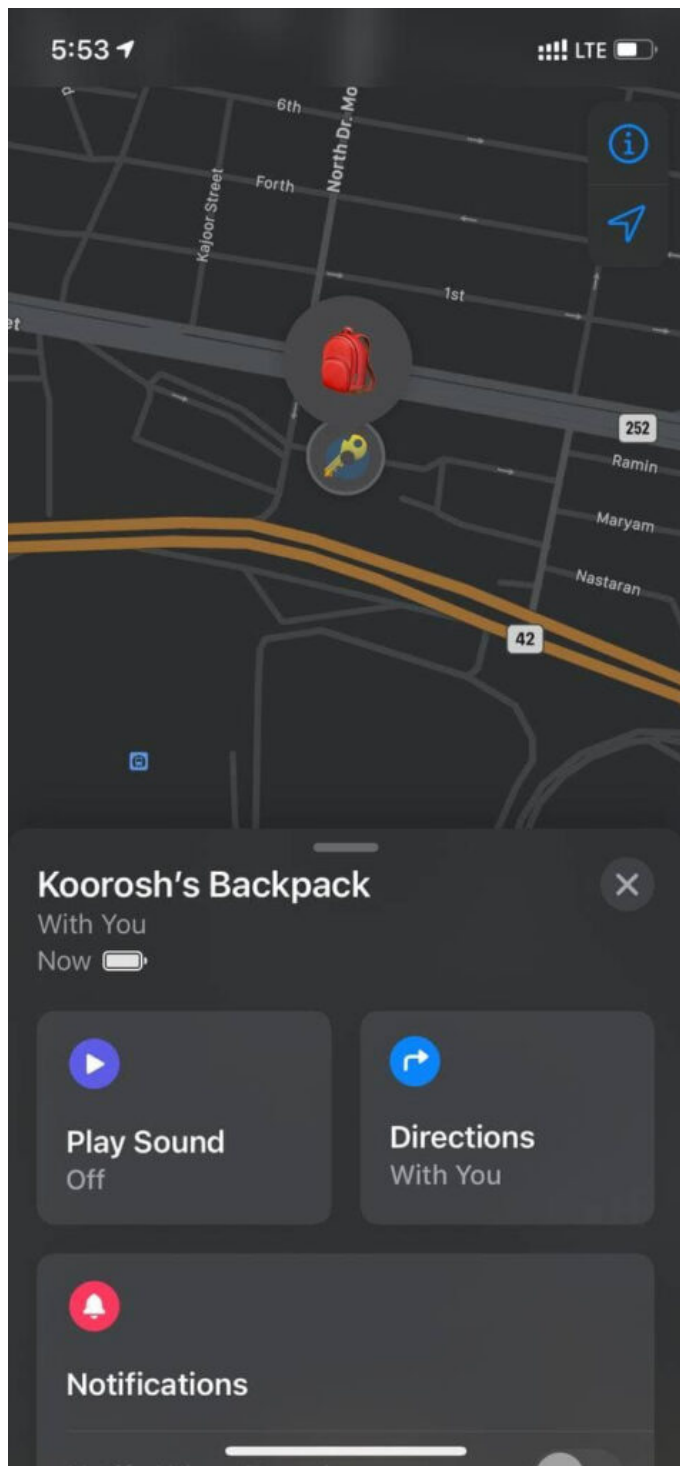 5:53
LTE
6th
North Dr. Mo
Forth
Kajoor Street
1st
et
252
Ramin
Maryam
Nastaran
42
Koorosh’s Backpack
With You
Now
Play Sound
Off
Directions
With You
Notifications